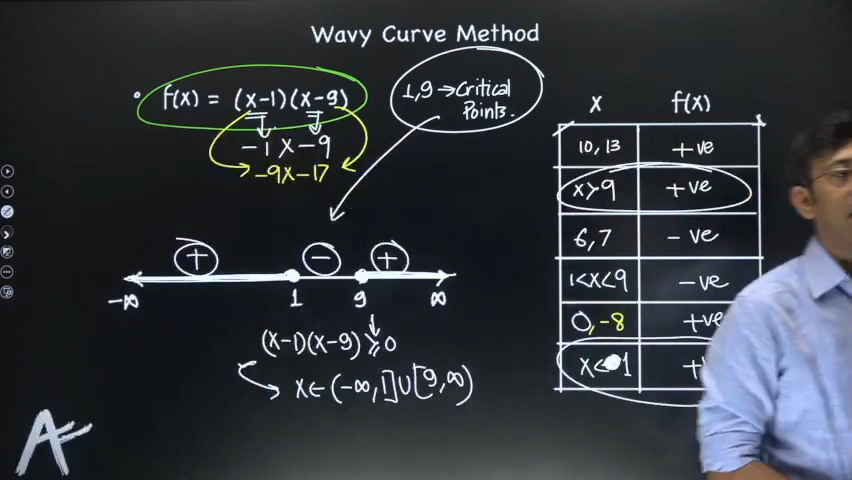 Wavy Curve Method
• f(x) = (x-1)(x-9)
-1 x -9
-9x-17
1,9 → Critical
Points.
x f(x)
10, 13 +ve
x>9 +ve
6,7 -ve
1<x<9 -ve
0,-8 +ve
x< 1 +
+ - +
-∞ 1 9 ∞
(x-1)(x-9) ≥ 0
x ∈ (-∞,1]∪[9,∞)